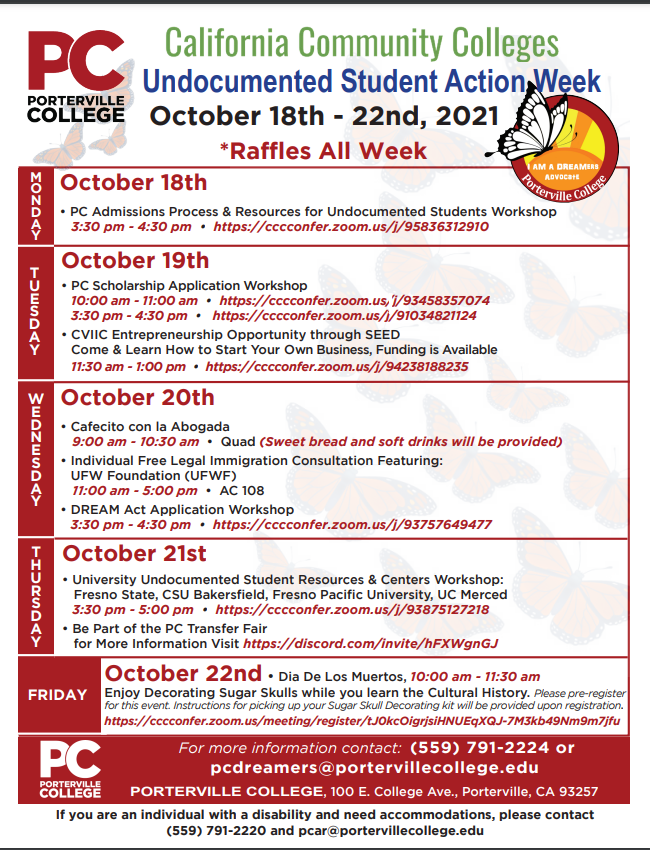 PC
PORTERVILLE
COLLEGE
California Community Colleges
Undocumented Student Action Week
October 18th - 22nd, 2021
*Raffles All Week
I AM A DREAMERS
ADVOCATE
Porterville College
MONDAY
October 18th
• PC Admissions Process & Resources for Undocumented Students Workshop
3:30 pm - 4:30 pm • https://cccconfer.zoom.us/j/95836312910
TUESDAY
October 19th
• PC Scholarship Application Workshop
10:00 am - 11:00 am • https://cccconfer.zoom.us/j/93458357074
3:30 pm - 4:30 pm • https://cccconfer.zoom.us/j/91034821124
• CVIIC Entrepreneurship Opportunity through SEED
Come & Learn How to Start Your Own Business, Funding is Available
11:30 am - 1:00 pm • https://cccconfer.zoom.us/j/94238188235
WEDNESDAY
October 20th
• Cafecito con la Abogada
9:00 am - 10:30 am • Quad (Sweet bread and soft drinks will be provided)
• Individual Free Legal Immigration Consultation Featuring:
UFW Foundation (UFWF)
11:00 am - 5:00 pm • AC 108
• DREAM Act Application Workshop
3:30 pm - 4:30 pm • https://cccconfer.zoom.us/j/93757649477
THURSDAY
October 21st
• University Undocumented Student Resources & Centers Workshop:
Fresno State, CSU Bakersfield, Fresno Pacific University, UC Merced
3:30 pm - 5:00 pm • https://cccconfer.zoom.us/j/93875127218
• Be Part of the PC Transfer Fair
for More Information Visit https://discord.com/invite/hFXWgnGJ
FRIDAY
October 22nd • Dia De Los Muertos, 10:00 am - 11:30 am
Enjoy Decorating Sugar Skulls while you learn the Cultural History. Please pre-register
for this event. Instructions for picking up your Sugar Skull Decorating kit will be provided upon registration.
https://cccconfer.zoom.us/meeting/register/tJ0kcOigrjsiHNUEqXQJ-7M3kb49Nm9m7jfu
PC
PORTERVILLE
COLLEGE
For more information contact: (559) 791-2224 or
pcdreamers@portervillecollege.edu
PORTERVILLE COLLEGE, 100 E. College Ave., Porterville, CA 93257
If you are an individual with a disability and need accommodations, please contact
(559) 791-2220 and pcar@portervillecollege.edu